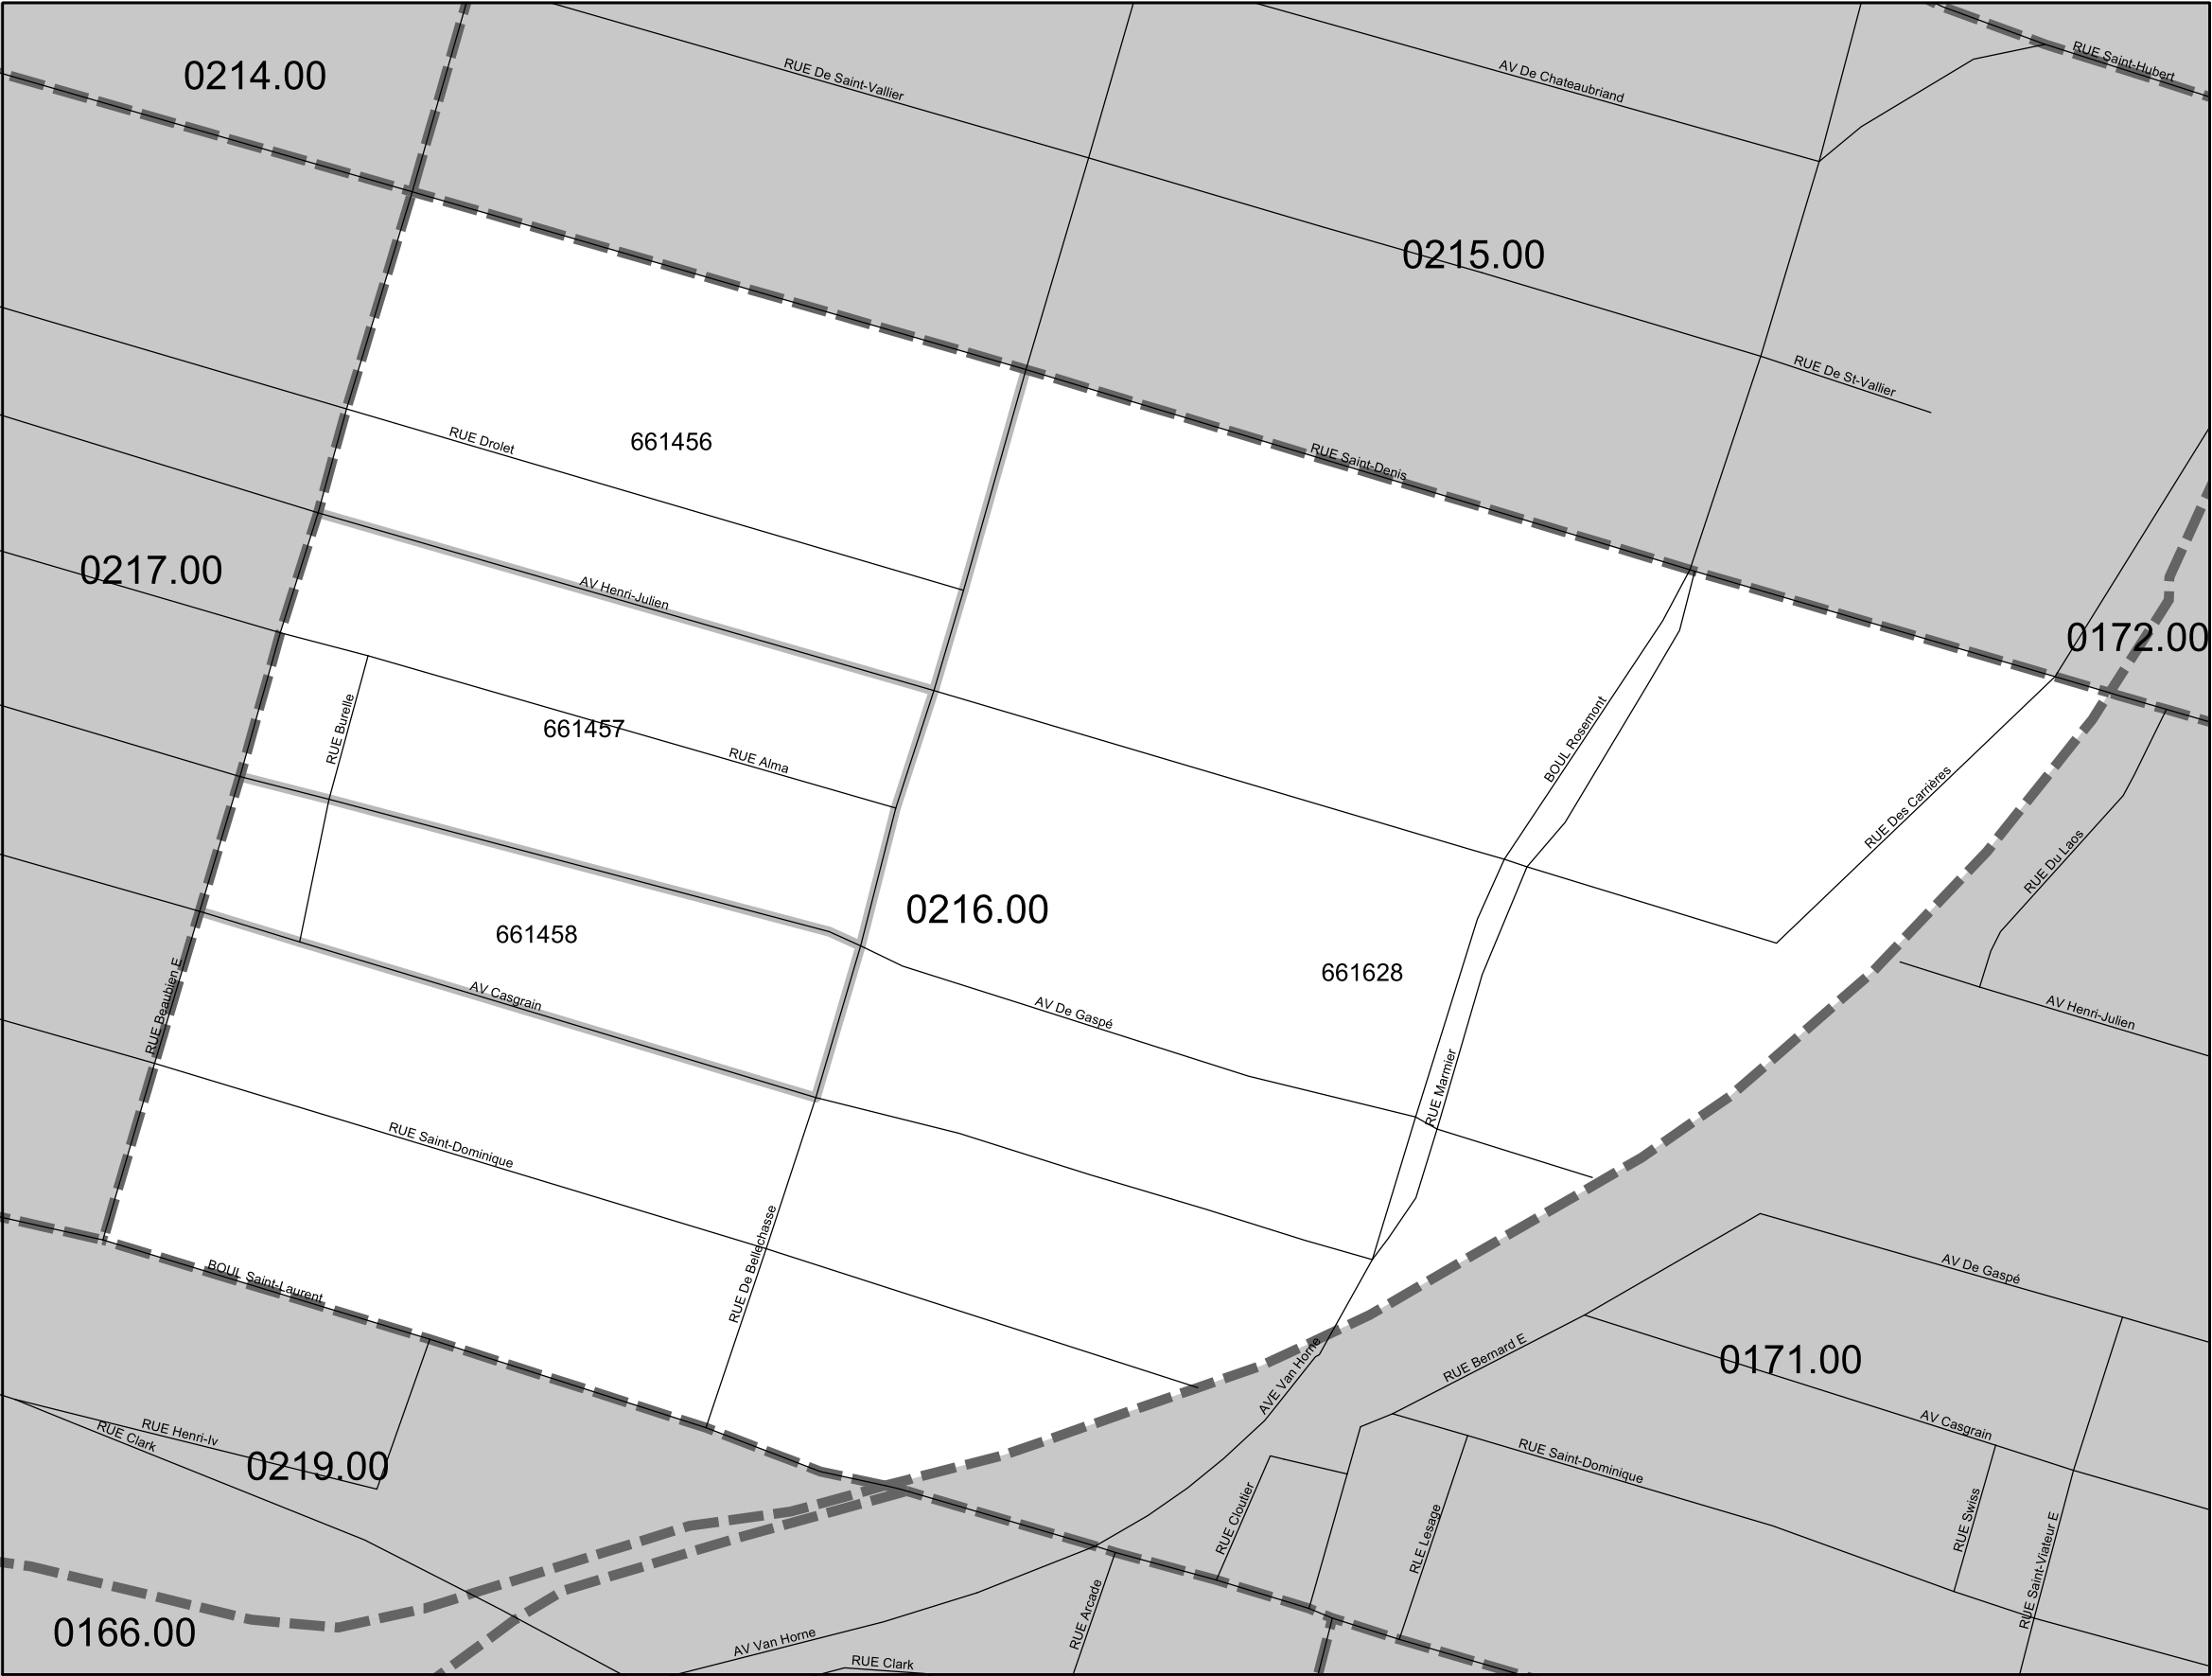 0214.00
RUE De Saint-Vallier
AV De Chateaubriand
RUE Saint-Hubert
0215.00
RUE De St-Vallier
RUE Drolet
661456
RUE Saint-Denis
0217.00
AV Henri-Julien
0172.00
RUE Burelle
661457
RUE Alma
BOUL Rosemont
RUE Des Carrières
RUE Du Laos
0216.00
661458
661628
AV Casgrain
AV De Gaspé
AV Henri-Julien
RUE Beaubien E
RUE Marmier
RUE Saint-Dominique
RUE De Bellechasse
BOUL Saint-Laurent
AV De Gaspé
AVE Van Horne
RUE Bernard E
0171.00
RUE Henri-Iv
RUE Clark
0219.00
AV Casgrain
RUE Saint-Dominique
RUE Cloutier
RLE Lesage
RUE Swiss
RUE Saint-Viateur E
0166.00
AV Van Horne
RUE Arcade
RUE Clark